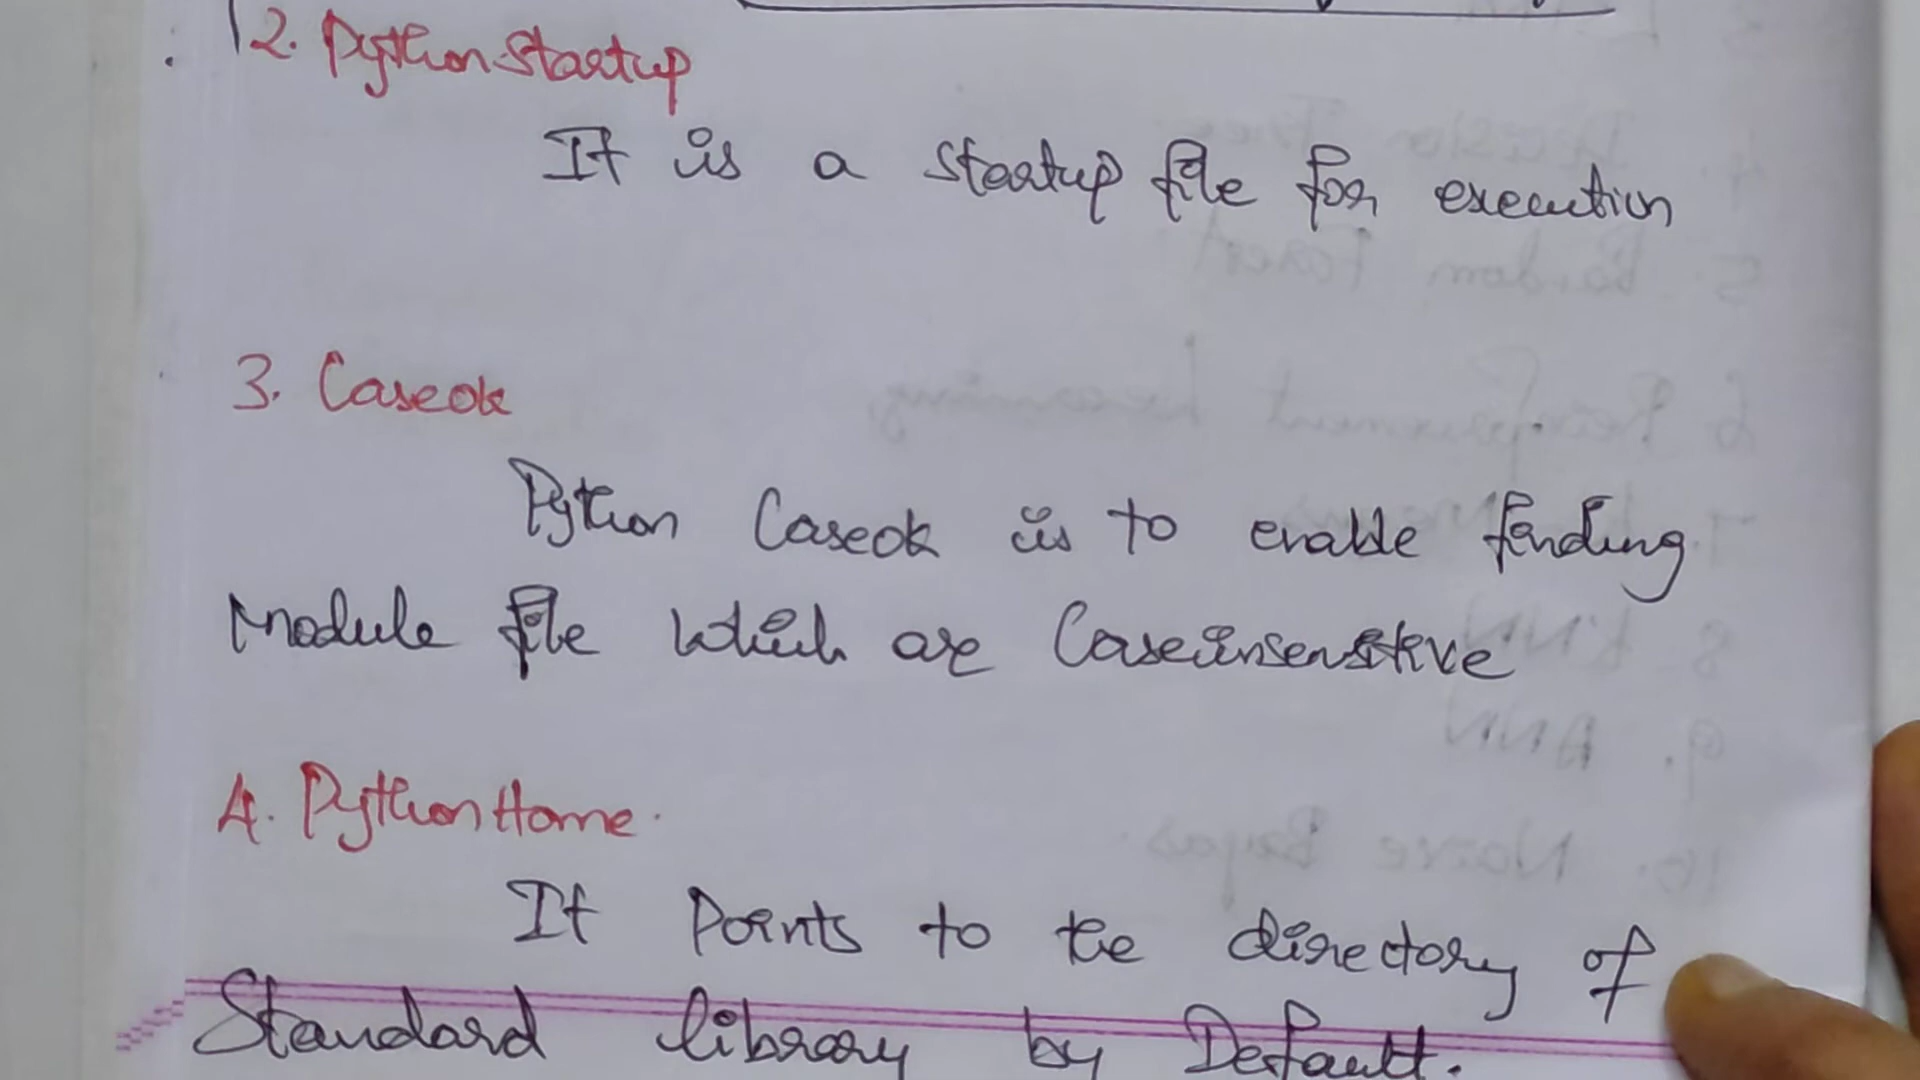 2. Python Startup
It is a startup file for execution
3. Caseok
Python Caseok is to enable finding
module file which are Caseinsensitive
4. Python Home.
It Points to the directory of
Standard library by Default.